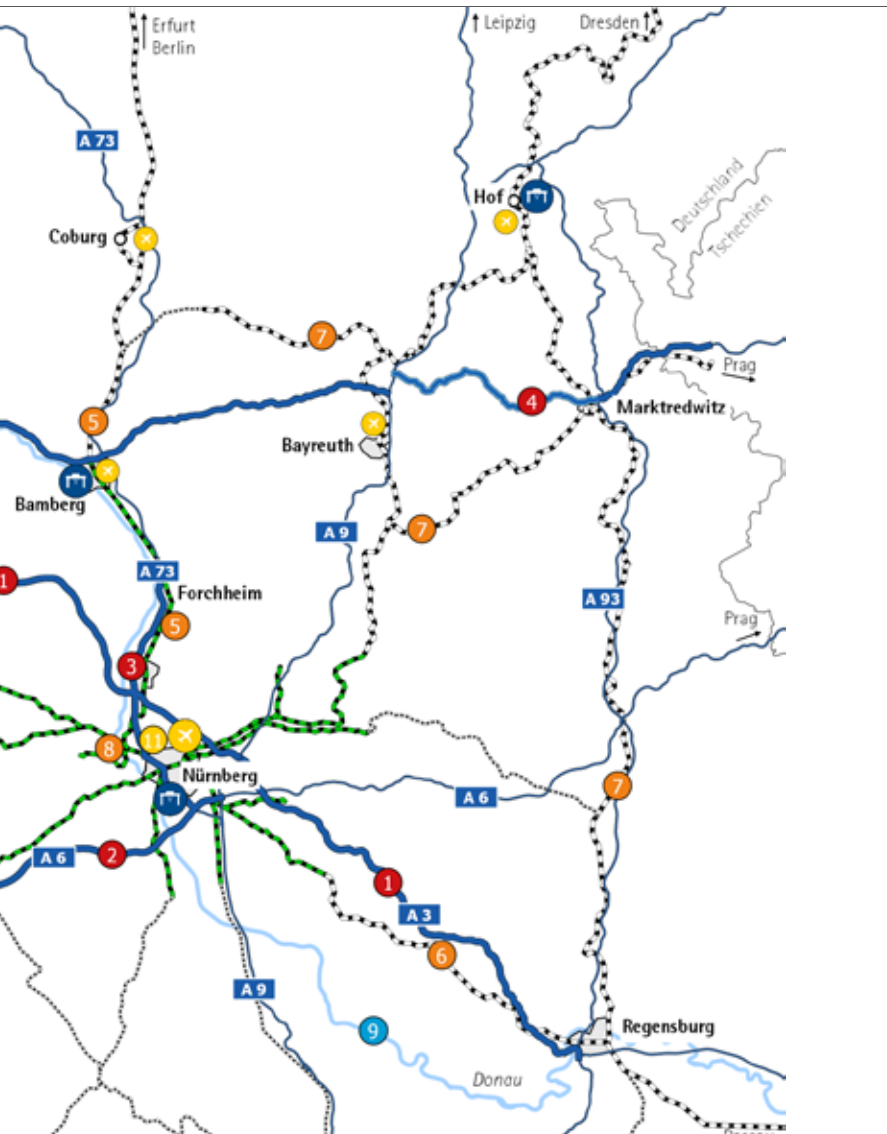 Erfurt
Berlin
Leipzig
Dresden
A 73
Hof
Deutschland
Tschechien
Coburg
7
Prag
4
Marktredwitz
5
Bayreuth
Bamberg
A 9
7
A 73
1
Forchheim
A 93
5
Prag
3
11
8
Nürnberg
7
A 6
A 6
2
1
A 3
6
A 9
9
Regensburg
Donau